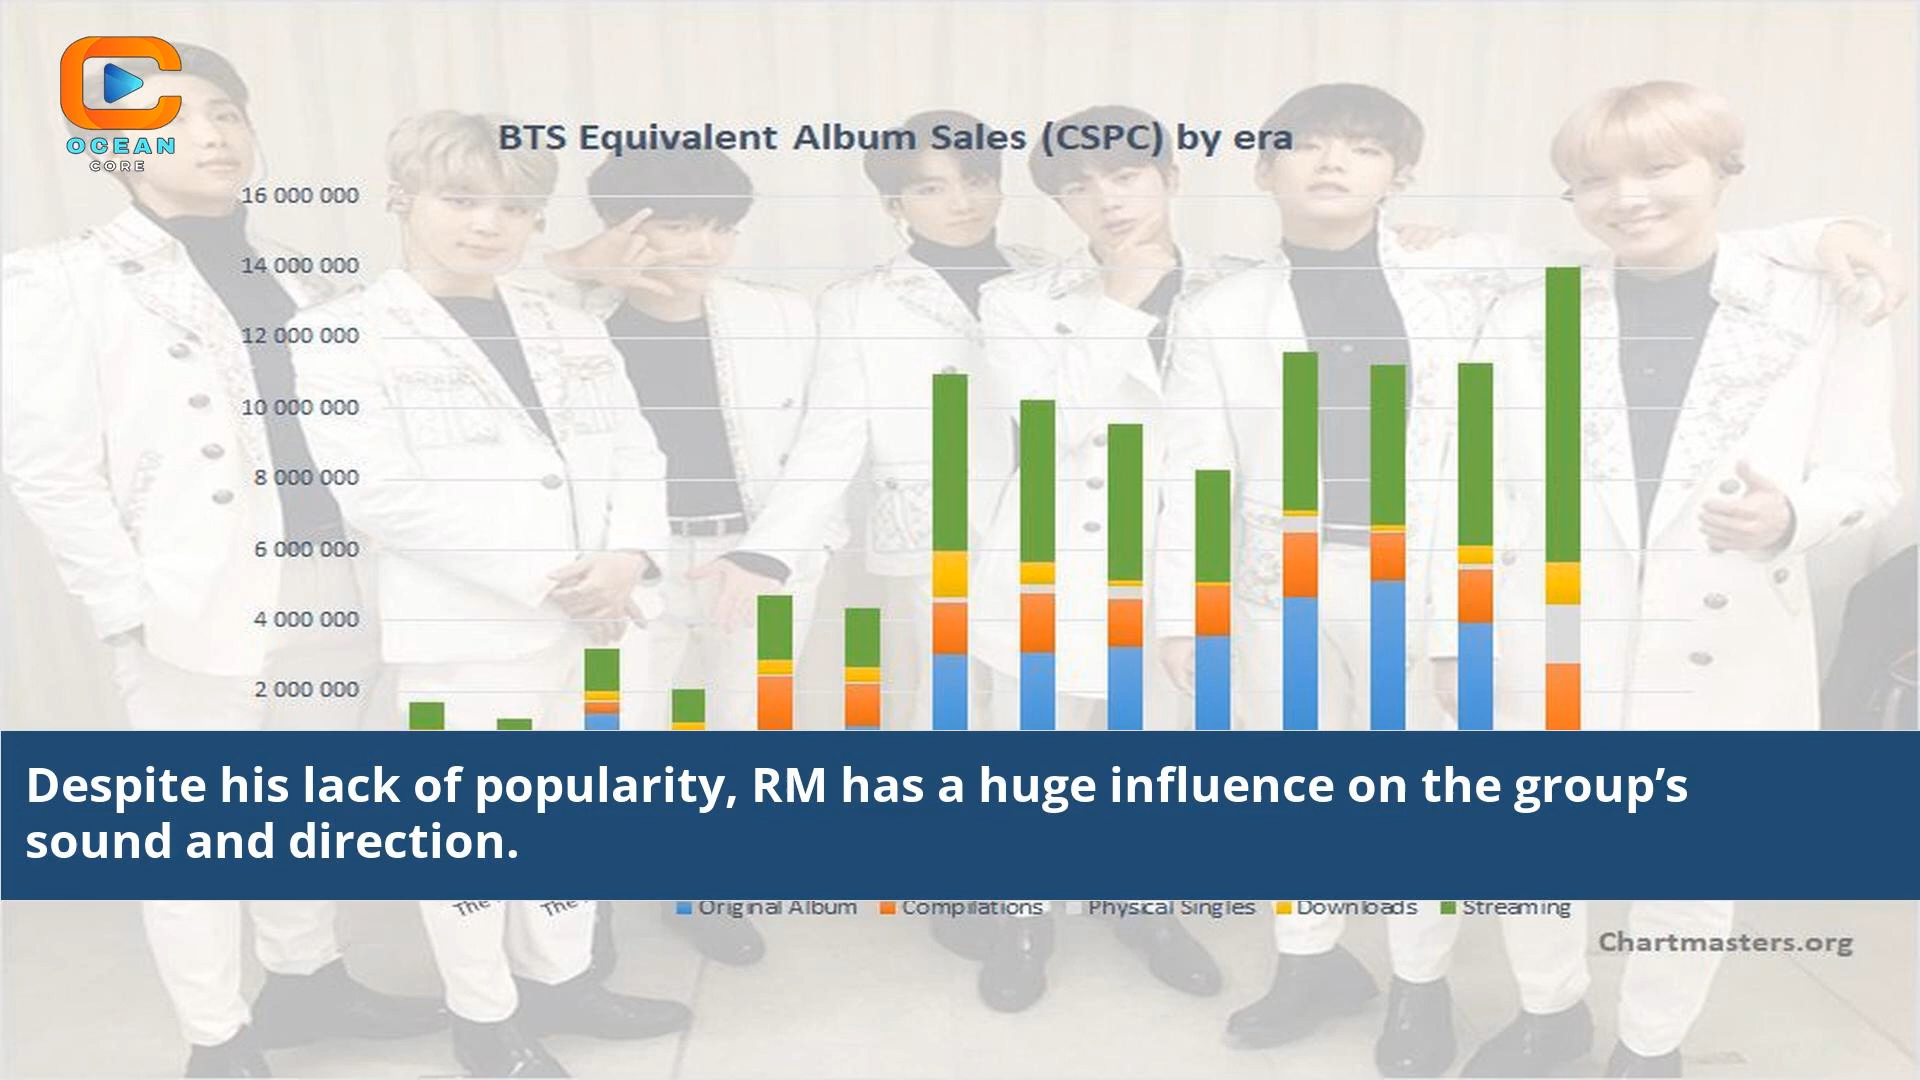 OCEAN
CORE
BTS Equivalent Album Sales (CSPC) by era
16 000 000
14 000 000
12 000 000
10 000 000
8 000 000
6 000 000
4 000 000
2 000 000
Despite his lack of popularity, RM has a huge influence on the group’s
sound and direction.
The
The
Original Album Compilations Physical Singles Downloads Streaming
Chartmasters.org